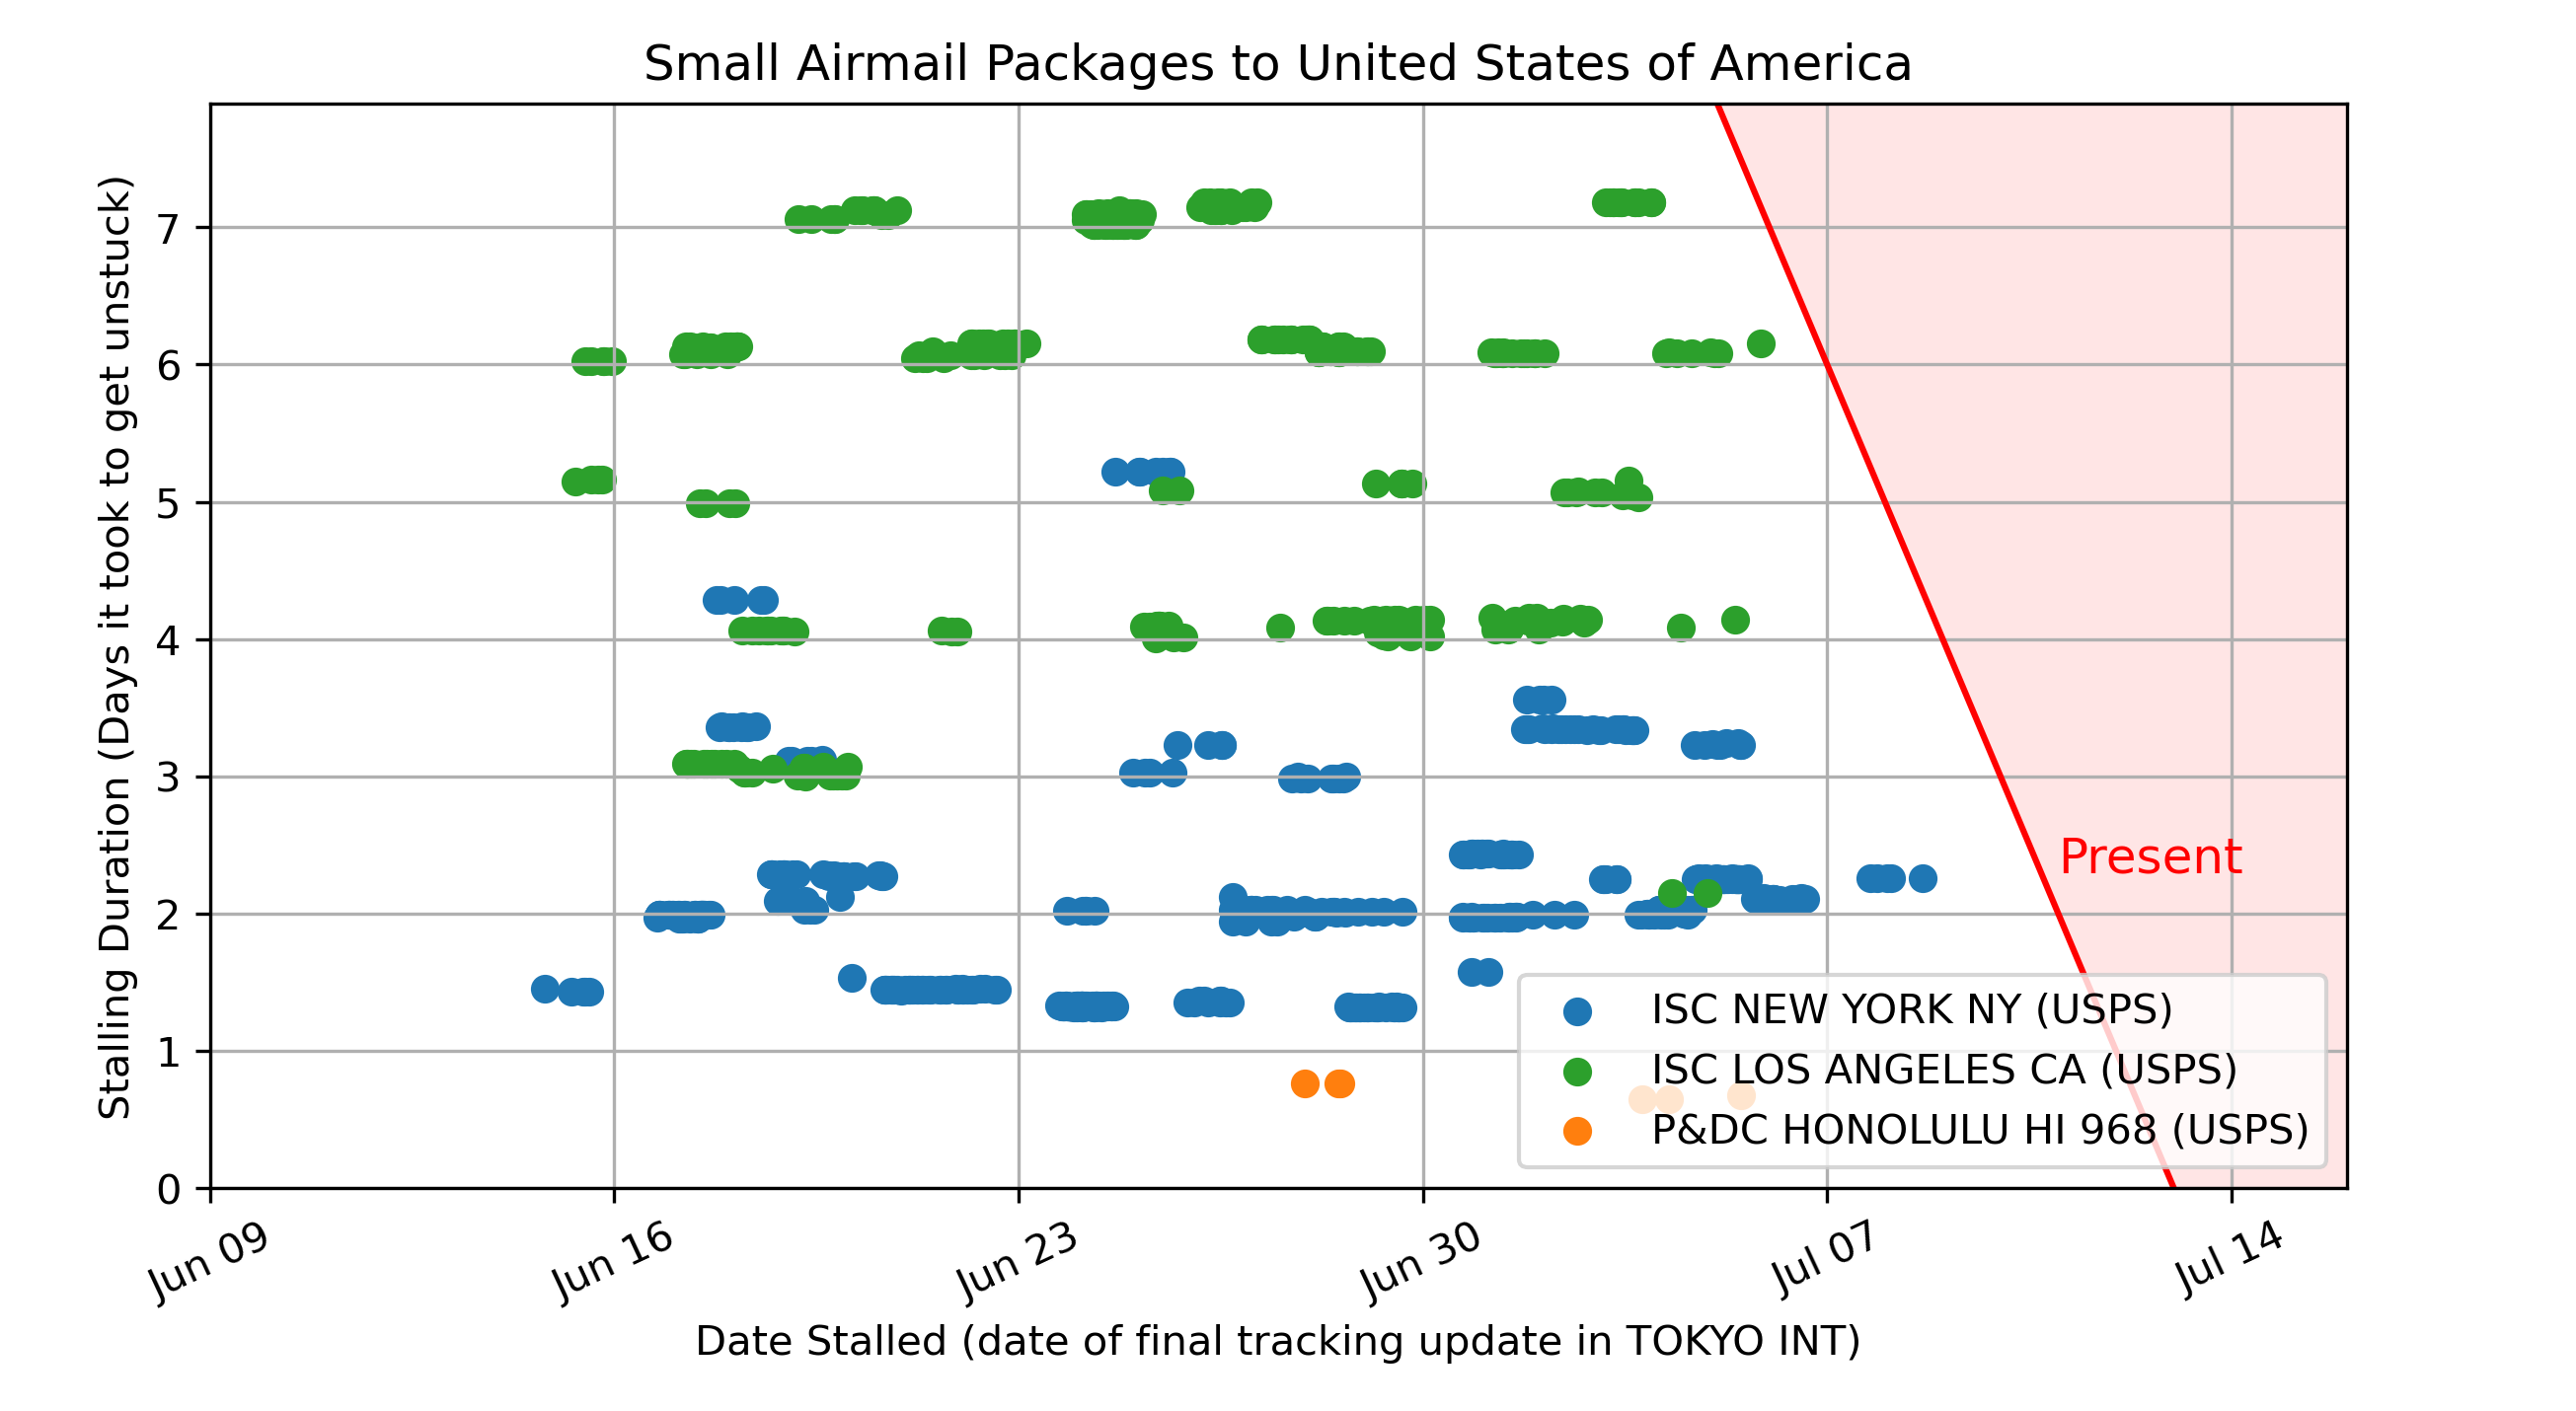 Small Airmail Packages to United States of America
Stalling Duration (Days it took to get unstuck)
7
6
5
4
3
2
1
0
Present
ISC NEW YORK NY (USPS)
ISC LOS ANGELES CA (USPS)
P&DC HONOLULU HI 968 (USPS)
Jun 09
Jun 16
Jun 23
Jun 30
Jul 07
Jul 14
Date Stalled (date of final tracking update in TOKYO INT)